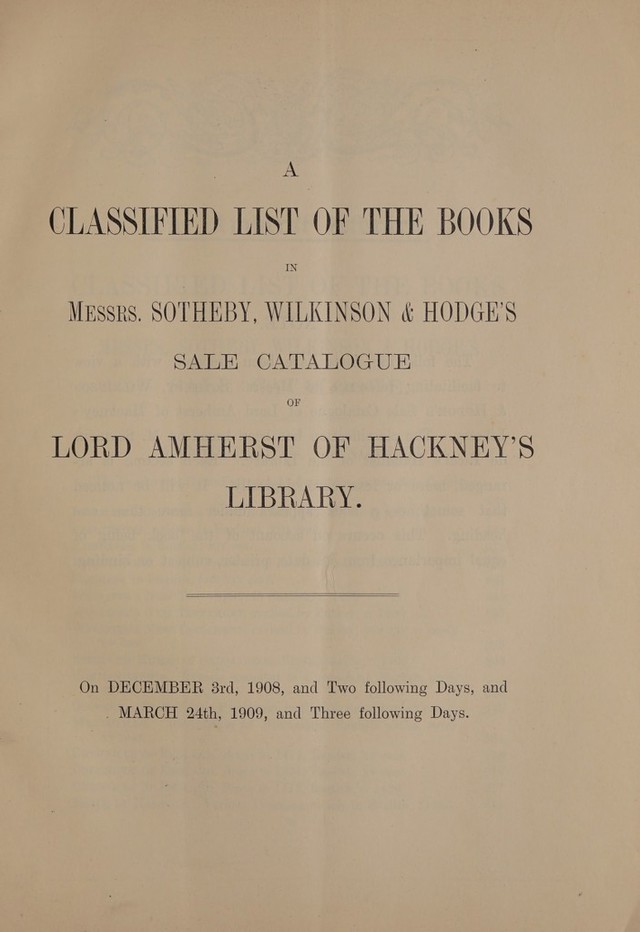 A
CLASSIFIED LIST OF THE BOOKS
IN
MESSRS. SOTHEBY, WILKINSON & HODGE'S
SALE CATALOGUE
OF
LORD AMHERST OF HACKNEY'S
LIBRARY.
On DECEMBER 3rd, 1908, and Two following Days, and
MARCH 24th, 1909, and Three following Days.